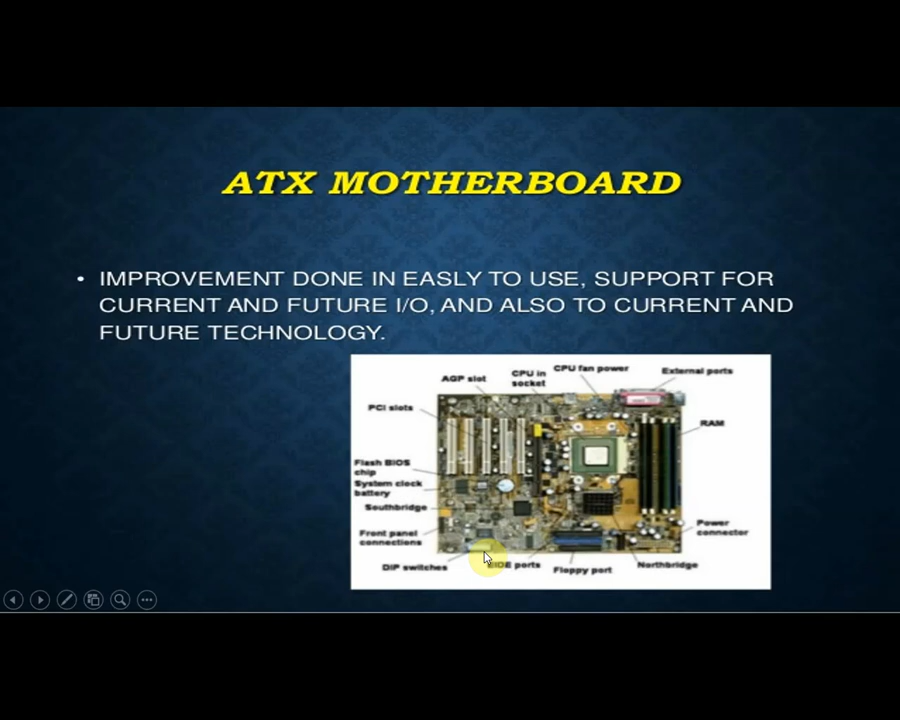 ATX MOTHERBOARD
• IMPROVEMENT DONE IN EASLY TO USE, SUPPORT FOR
CURRENT AND FUTURE I/O, AND ALSO TO CURRENT AND
FUTURE TECHNOLOGY.
AGP slot
CPU in
socket
CPU fan power
External ports
PCI slots
RAM
Flash BIOS
chip
System clock
battery
Southbridge
Front panel
connections
Power
connector
DIP switches
EIDE ports
Floppy port
Northbridge